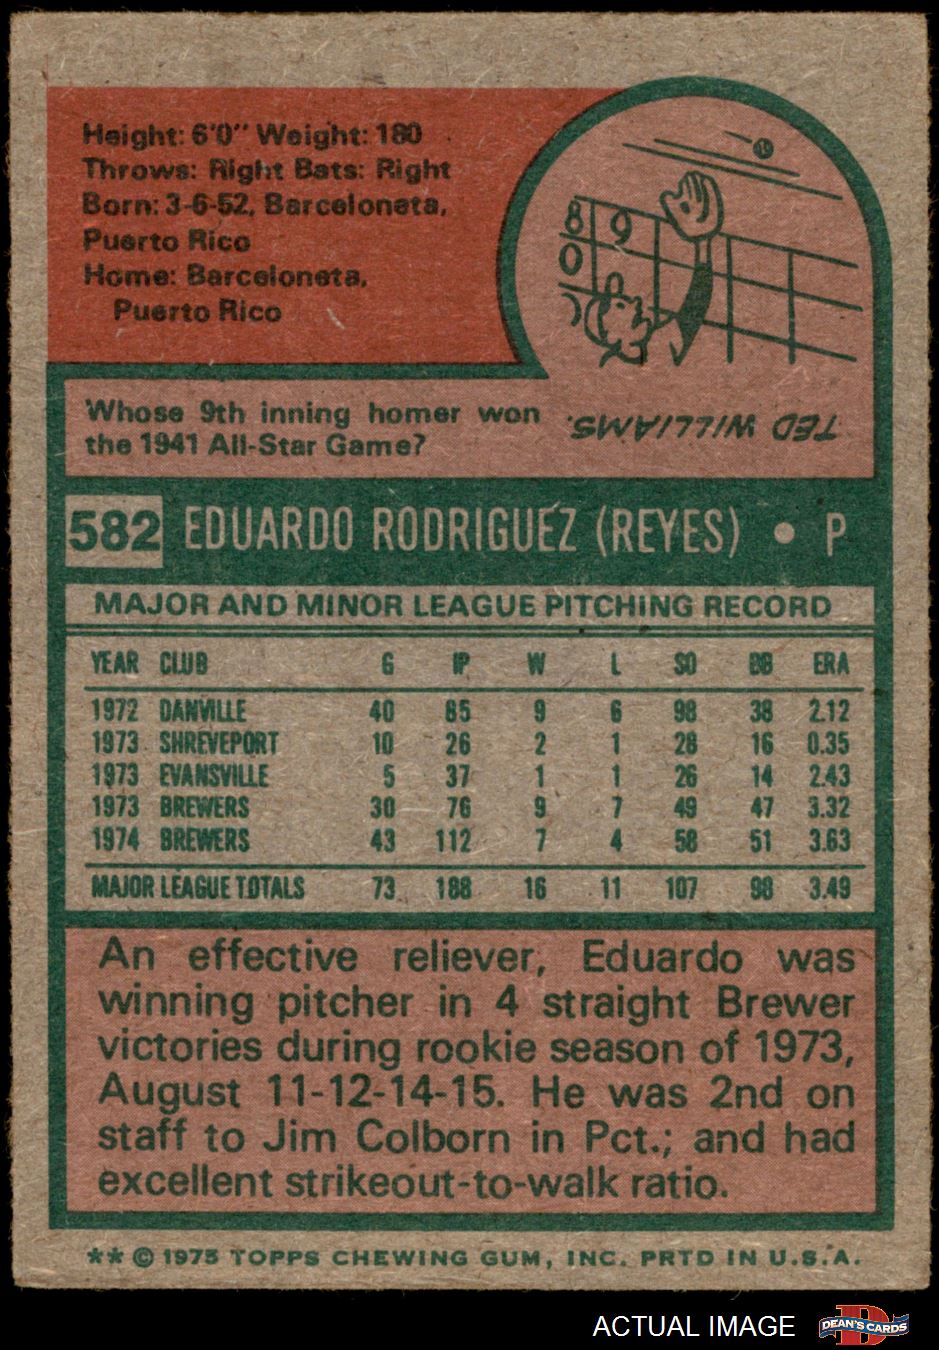 Height: 6'0" Weight: 180
Throws: Right Bats: Right
Born: 3-6-52, Barceloneta,
Puerto Rico
Home: Barceloneta,
Puerto Rico
8 9
0
Whose 9th inning homer won
the 1941 All-Star Game?
TED WILLIAMS.
582 EDUARDO RODRIGUEZ (REYES) • P
MAJOR AND MINOR LEAGUE PITCHING RECORD
YEAR CLUB G IP W L SO BB ERA
1972 DANVILLE 40 85 9 6 98 38 2.12
1973 SHREVEPORT 10 26 2 1 28 16 0.35
1973 EVANSVILLE 5 37 1 1 26 14 2.43
1973 BREWERS 30 76 9 7 49 47 3.32
1974 BREWERS 43 112 7 4 58 51 3.63
MAJOR LEAGUE TOTALS 73 188 16 11 107 98 3.49
An effective reliever, Eduardo was
winning pitcher in 4 straight Brewer
victories during rookie season of 1973,
August 11-12-14-15. He was 2nd on
staff to Jim Colborn in Pct.; and had
excellent strikeout-to-walk ratio.
** © 1975 TOPPS CHEWING GUM, INC. PRTD IN U.S.A.
ACTUAL IMAGE
D
DEAN'S CARDS